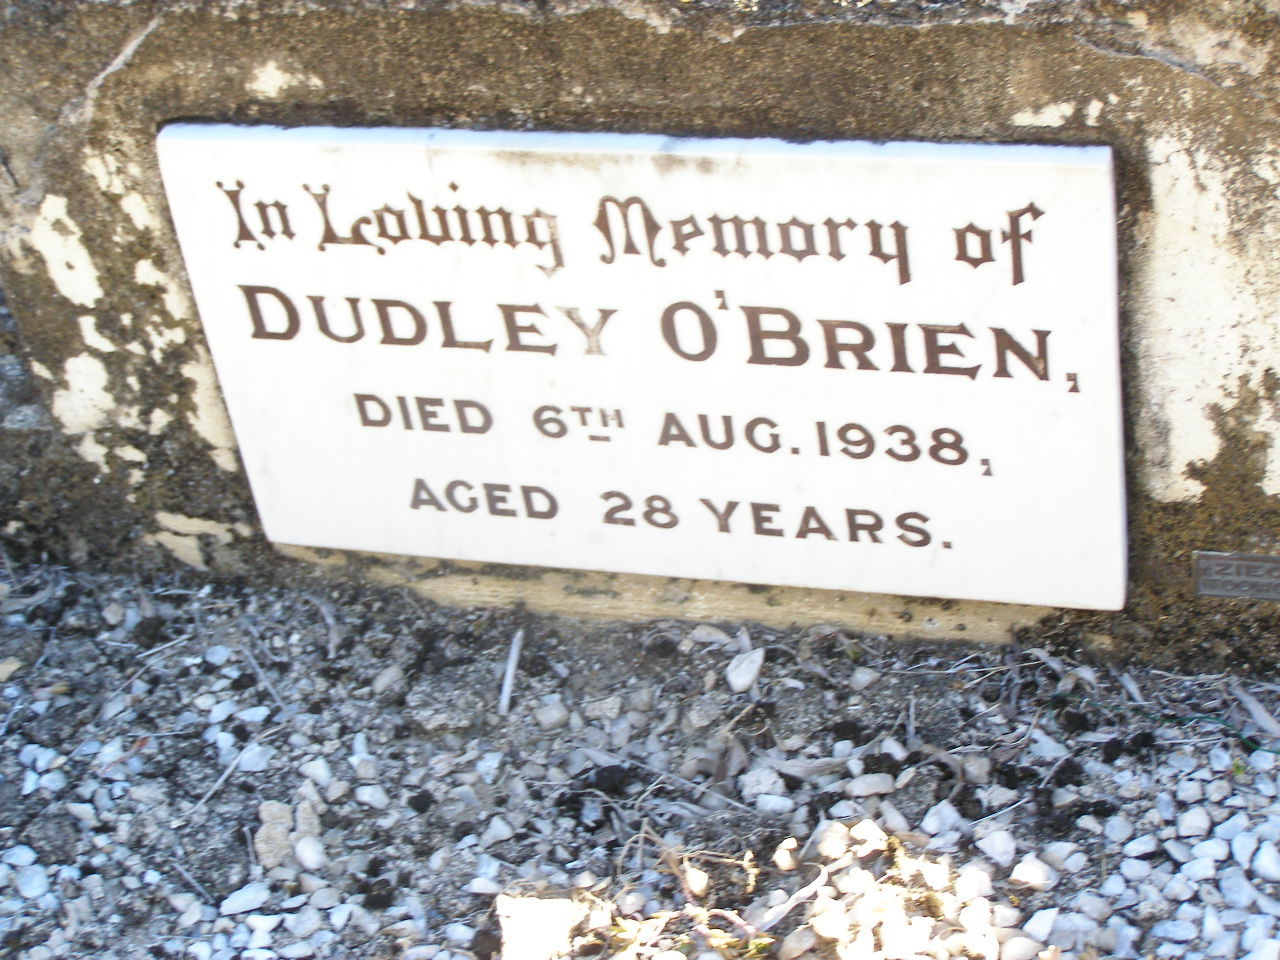 In Loving Memory of
DUDLEY O'BRIEN,
DIED 6TH AUG. 1938,
AGED 28 YEARS.